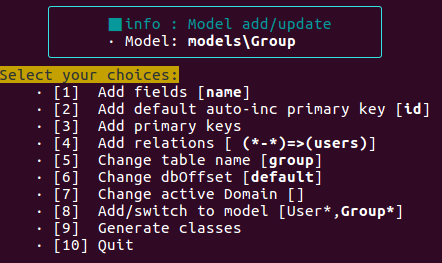 info : Model add/update
· Model: models\Group
Select your choices:
· [1] Add fields [name]
· [2] Add default auto-inc primary key [id]
· [3] Add primary keys
· [4] Add relations [ (*-*)=>(users)]
· [5] Change table name [group]
· [6] Change dbOffset [default]
· [7] Change active Domain []
· [8] Add/switch to model [User*,Group*]
· [9] Generate classes
· [10] Quit